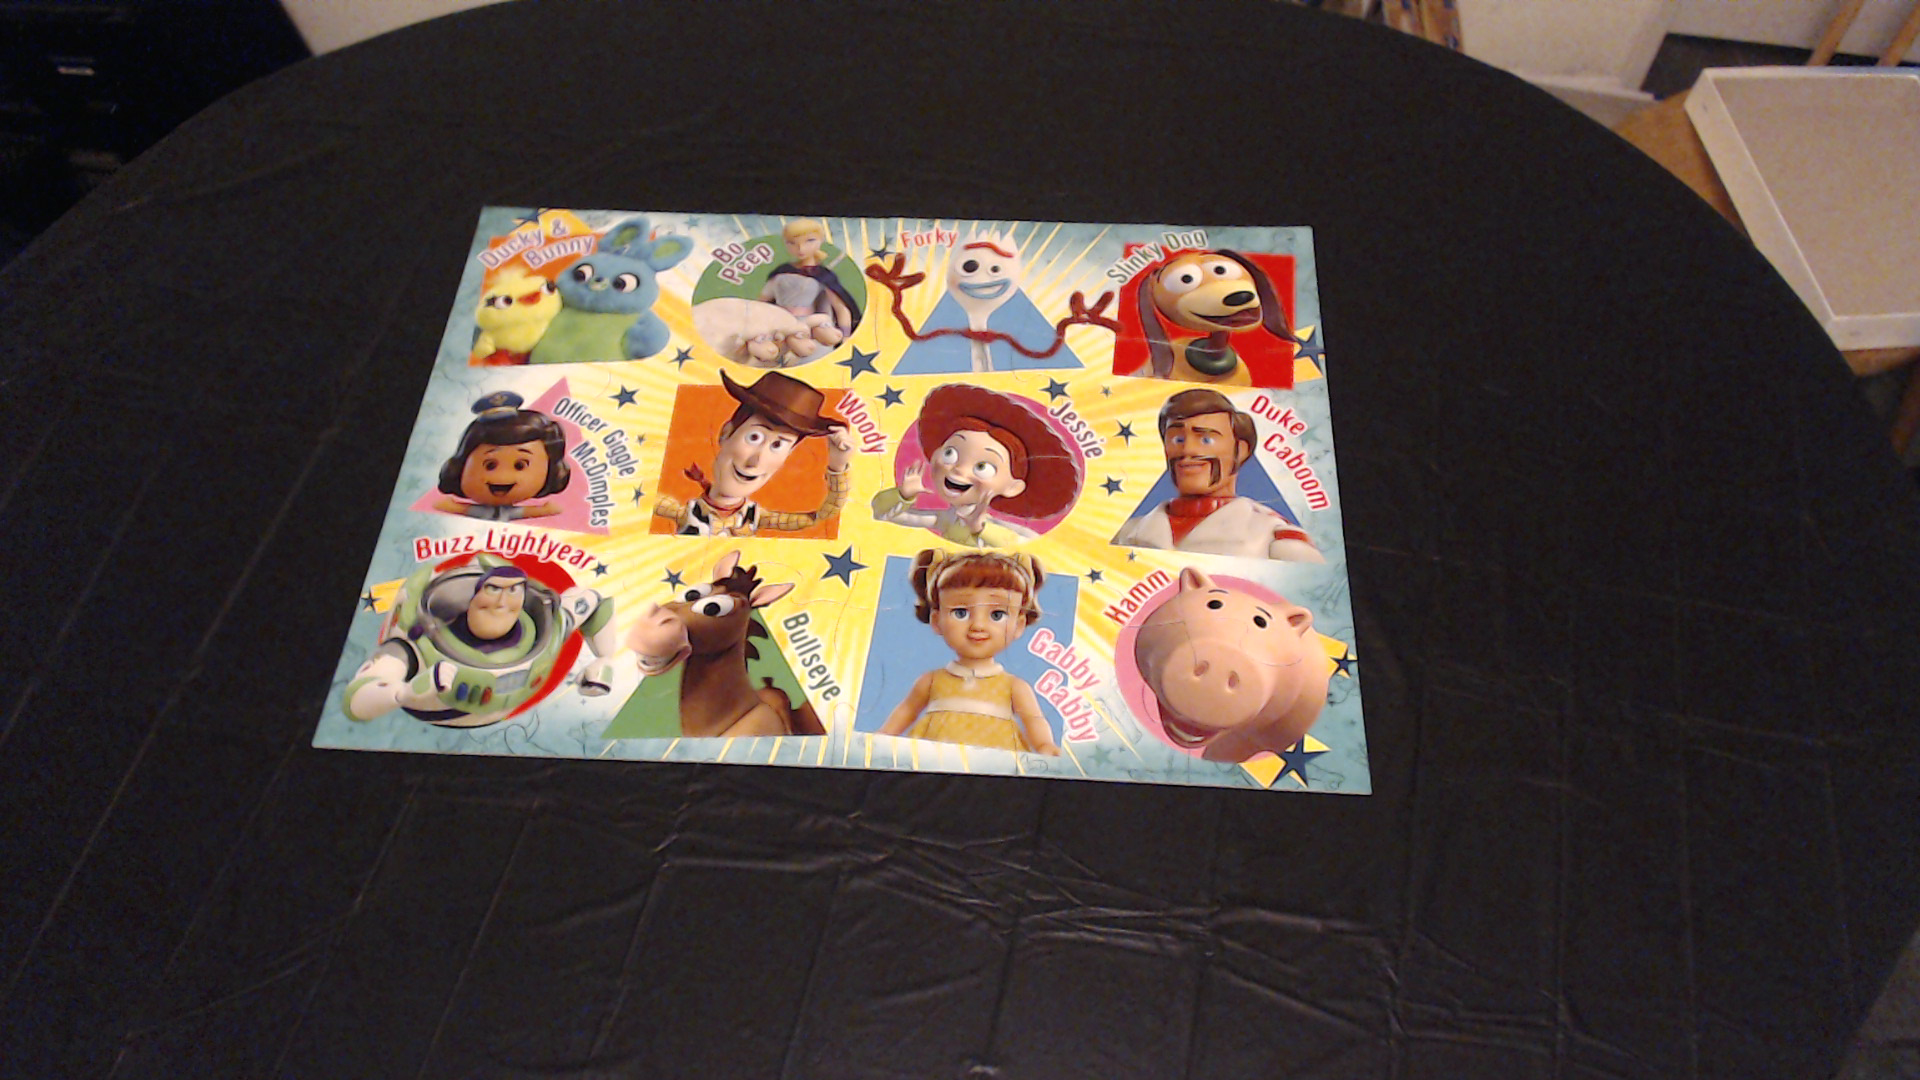 Ducky &
Bunny
Bo
Peep
Forky
Slinky Dog
Officer Giggle
McDimples
Woody
Jessie
Duke
Caboom
Buzz Lightyear
Bullseye
Gabby
Gabby
Hamm